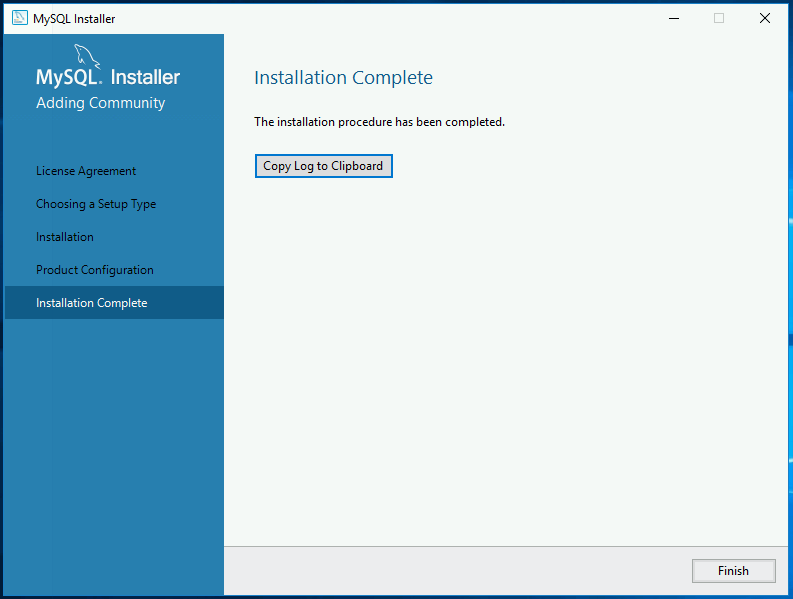 MySQL Installer
MySQL. Installer
Adding Community
License Agreement
Choosing a Setup Type
Installation
Product Configuration
Installation Complete
Installation Complete
The installation procedure has been completed.
Copy Log to Clipboard
Finish